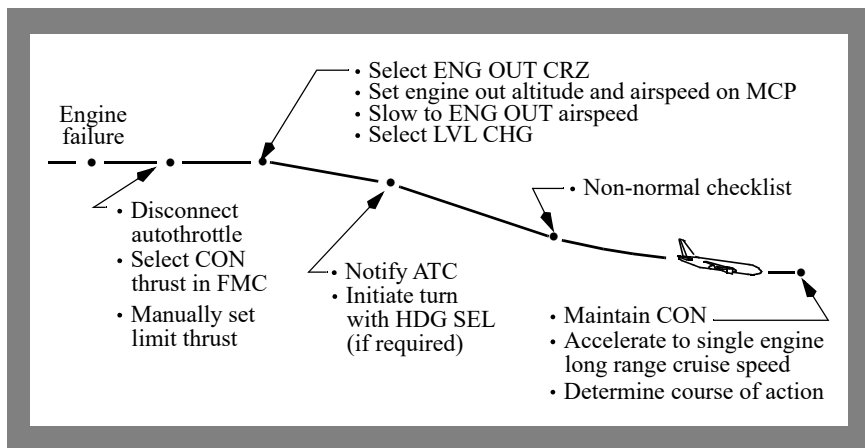 Engine
failure
• Disconnect
autothrottle
• Select CON
thrust in FMC
• Manually set
limit thrust
• Select ENG OUT CRZ
• Set engine out altitude and airspeed on MCP
• Slow to ENG OUT airspeed
• Select LVL CHG
• Notify ATC
• Initiate turn
with HDG SEL
(if required)
• Non-normal checklist
• Maintain CON
• Accelerate to single engine
long range cruise speed
• Determine course of action